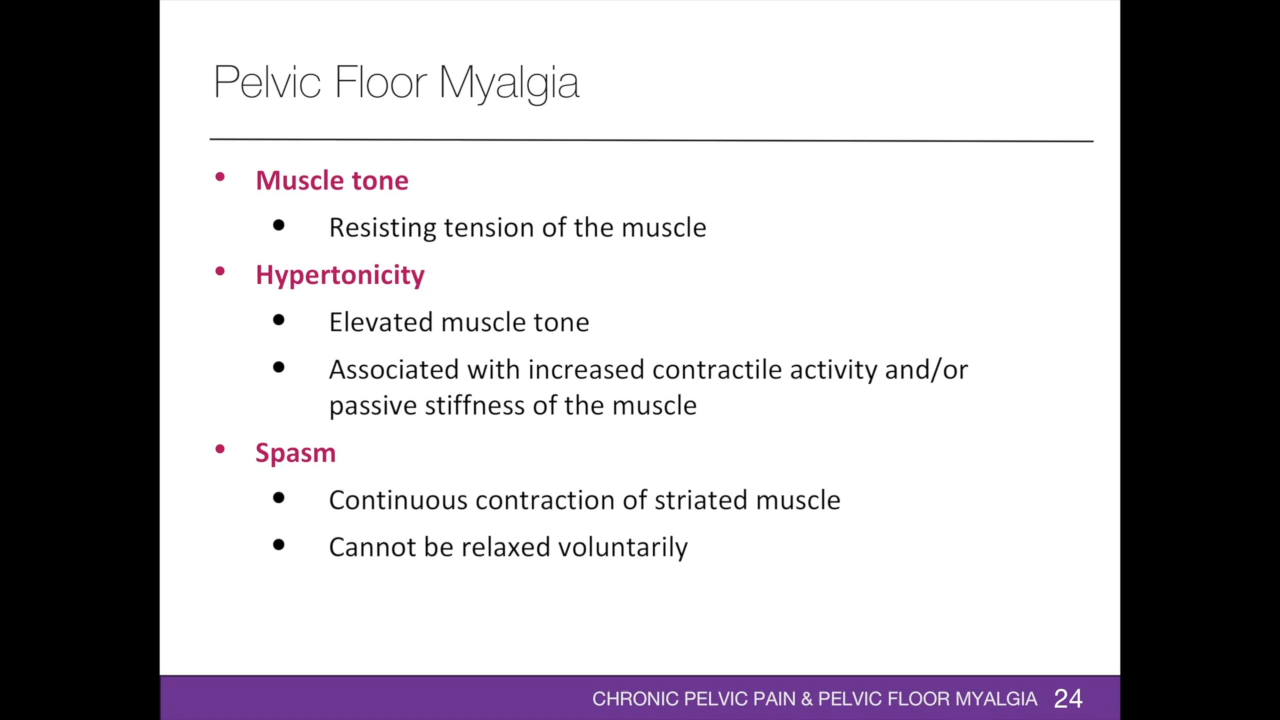 Pelvic Floor Myalgia
• Muscle tone
• Resisting tension of the muscle
• Hypertonicity
• Elevated muscle tone
• Associated with increased contractile activity and/or
passive stiffness of the muscle
• Spasm
• Continuous contraction of striated muscle
• Cannot be relaxed voluntarily
CHRONIC PELVIC PAIN & PELVIC FLOOR MYALGIA 24